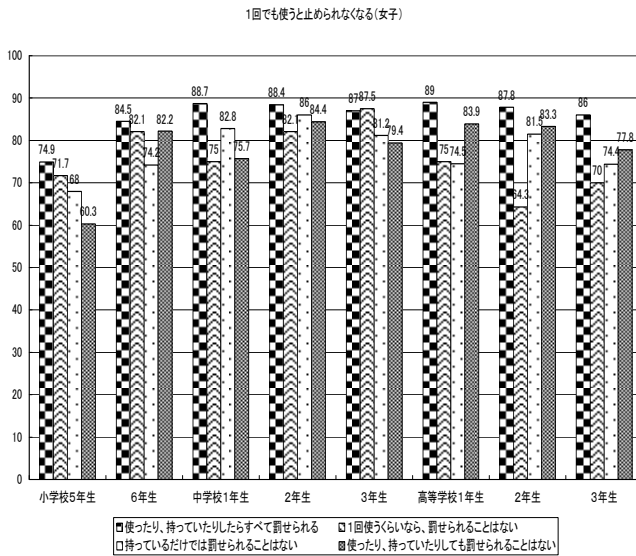 1回でも使うと止められなくなる(女子)
100
90
80
70
60
50
40
30
20
10
0
74.9 71.7 68 60.3
84.5 82.1 74.2 82.2
88.7 75 82.8 75.7
88.4 82.1 86 84.4
87 87.5 81.2 79.4
89 75 74.5 83.9
87.8 64.3 81.5 83.3
86 70 74.4 77.8
小学校5年生 6年生 中学校1年生 2年生 3年生 高等学校1年生 2年生 3年生
使ったり、持っていたりしたらすべて罰せられる 1回使うくらいなら、罰せられることはない
持っているだけでは罰せられることはない 使ったり、持っていたりしても罰せられることはない